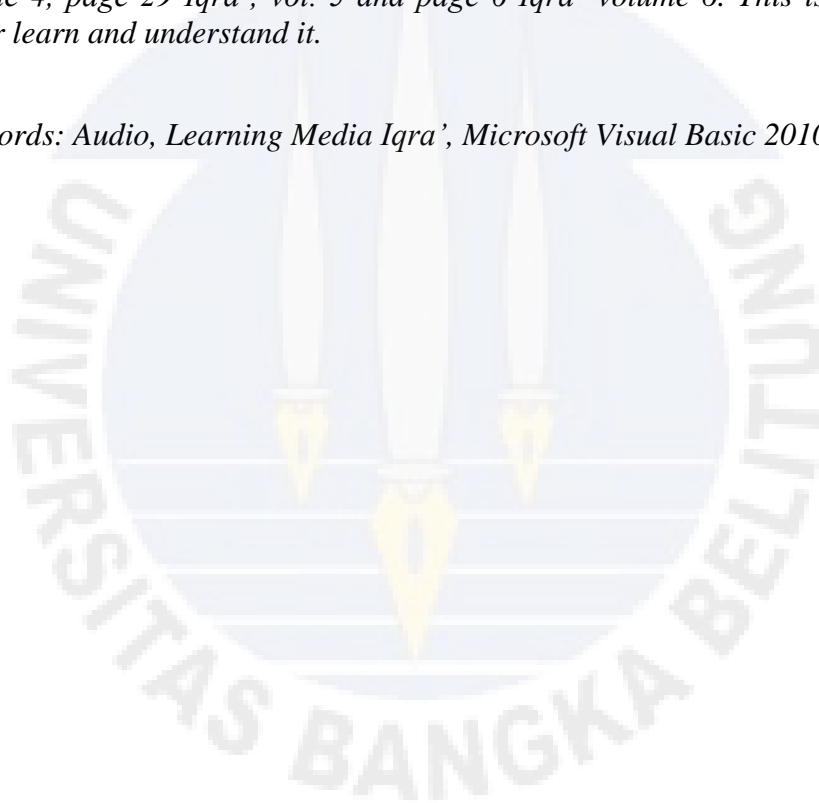 e 4, page 29 Iqra', vol. 5 and page 6 Iqra' volume 6. This is
r learn and understand it.
ords: Audio, Learning Media Iqra', Microsoft Visual Basic 2010
UNIVERSITAS BANGKA BELITUNG